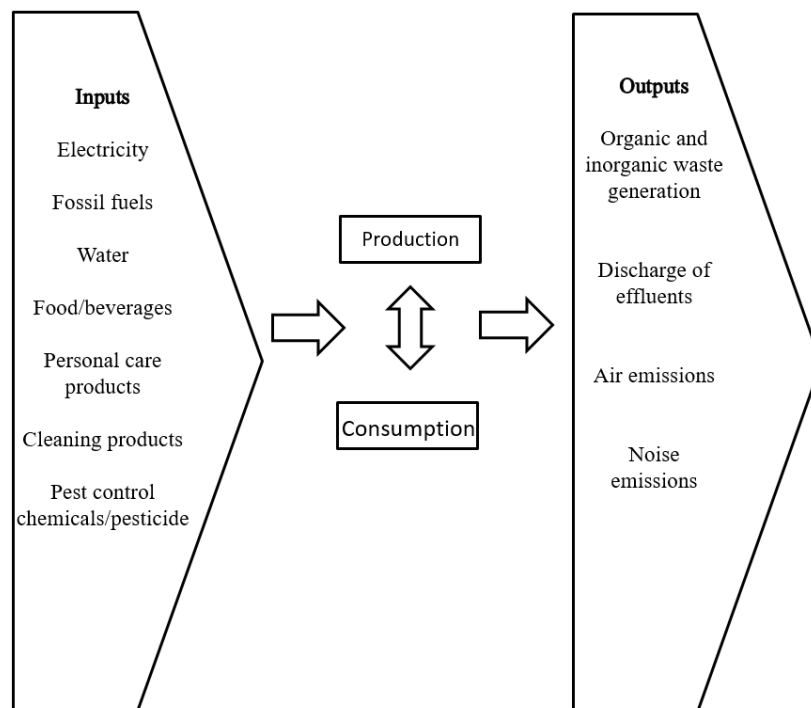 Inputs
Electricity
Fossil fuels
Water
Food/beverages
Personal care
products
Cleaning products
Pest control
chemicals/pesticide
Production
Consumption
Outputs
Organic and
inorganic waste
generation
Discharge of
effluents
Air emissions
Noise
emissions